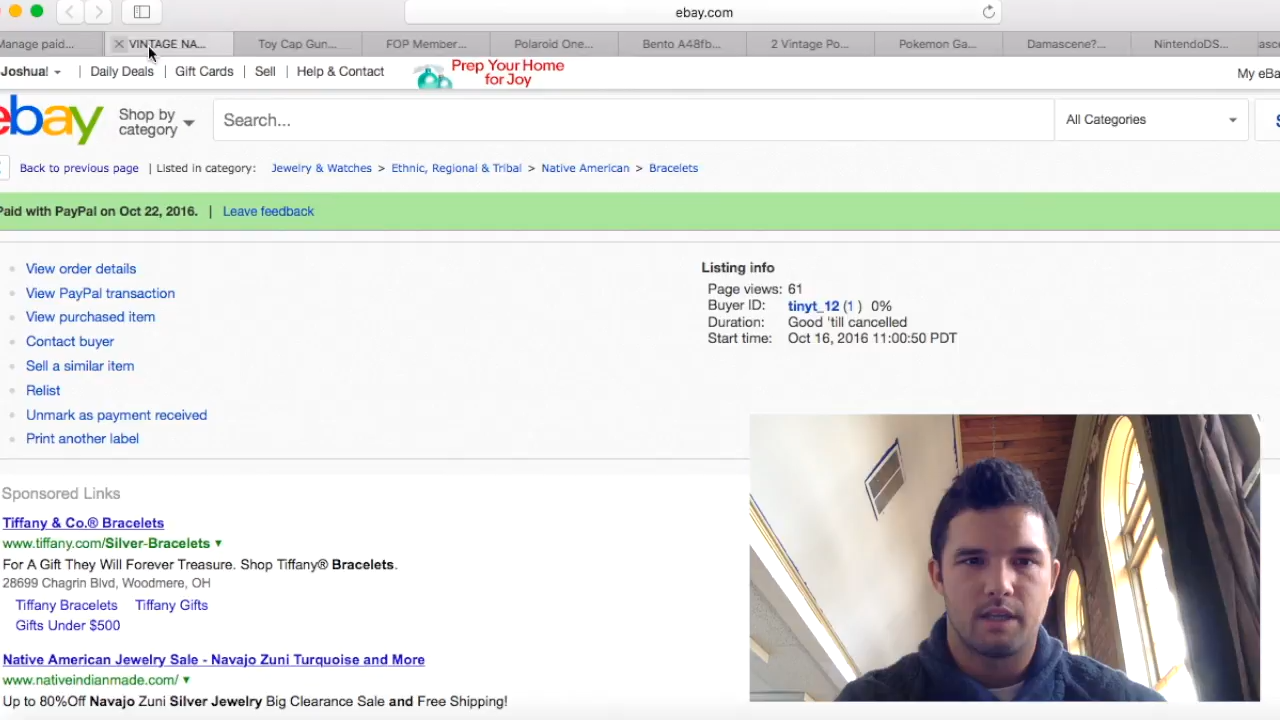 ebay.com
Manage paid... VINTAGE NA... Toy Cap Gun... FOP Member... Polaroid One... Bento A48fb... 2 Vintage Po... Pokemon Ga... Damascene?... NintendoDS...
Joshua! | Daily Deals | Gift Cards | Sell | Help & Contact
Prep Your Home
for Joy
My eBa
ebay
Shop by
category
Search...
All Categories
Back to previous page | Listed in category: Jewelry & Watches > Ethnic, Regional & Tribal > Native American > Bracelets
Paid with PayPal on Oct 22, 2016. | Leave feedback
View order details
View PayPal transaction
View purchased item
Contact buyer
Sell a similar item
Relist
Unmark as payment received
Print another label
Listing info
Page views: 61
Buyer ID: tinyt_12 (1 ) 0%
Duration: Good 'till cancelled
Start time: Oct 16, 2016 11:00:50 PDT
Sponsored Links
Tiffany & Co.® Bracelets
www.tiffany.com/Silver-Bracelets
For A Gift They Will Forever Treasure. Shop Tiffany® Bracelets.
28699 Chagrin Blvd, Woodmere, OH
Tiffany Bracelets Tiffany Gifts
Gifts Under $500
Native American Jewelry Sale - Navajo Zuni Turquoise and More
www.nativeindianmade.com/
Up to 80%Off Navajo Zuni Silver Jewelry Big Clearance Sale and Free Shipping!